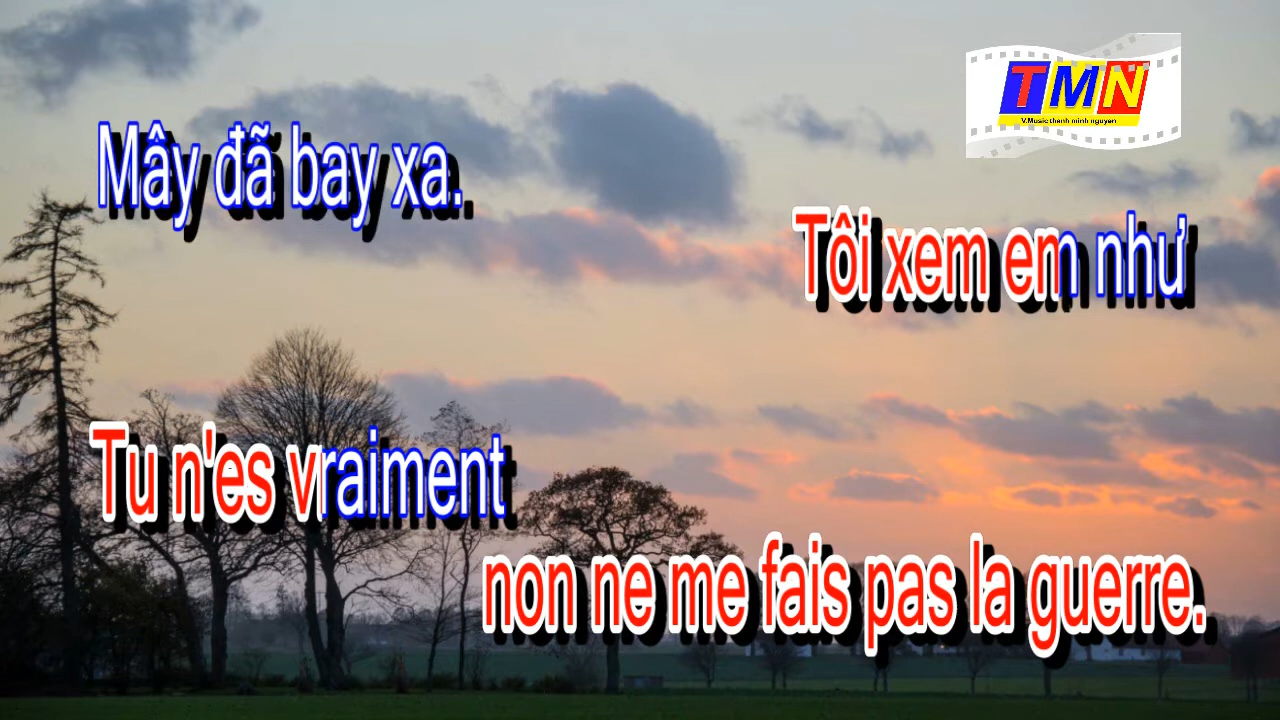 TMN
V.Music thanh minh nguyen
Mây đã bay xa.
Tôi xem em như
Tu n'es vraiment
non ne me fais pas la guerre.